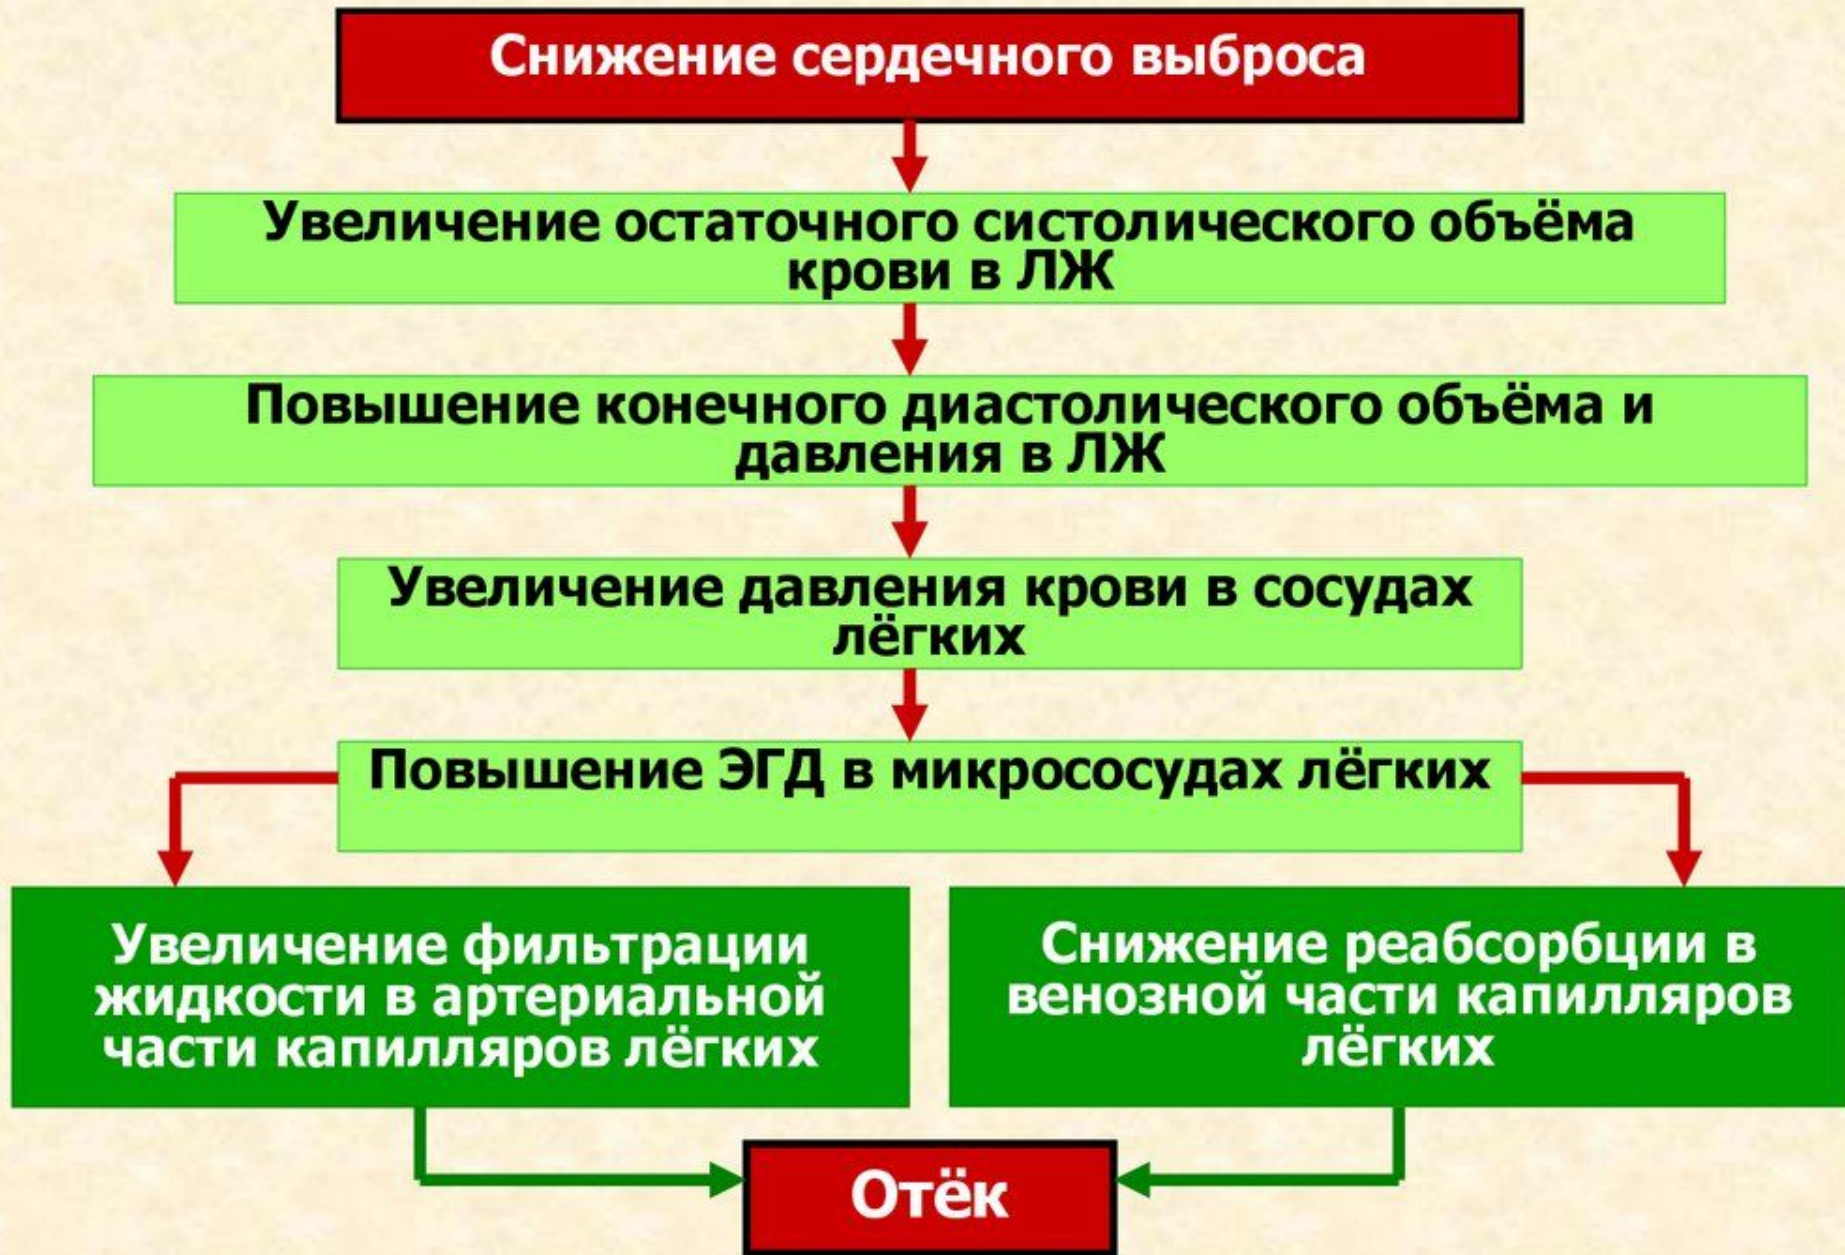 Снижение сердечного выброса
Увеличение остаточного систолического объёма
крови в ЛЖ
Повышение конечного диастолического объёма и
давления в ЛЖ
Увеличение давления крови в сосудах
лёгких
Повышение ЭГД в микрососудах лёгких
Увеличение фильтрации
жидкости в артериальной
части капилляров лёгких
Снижение реабсорбции в
венозной части капилляров
лёгких
Отёк